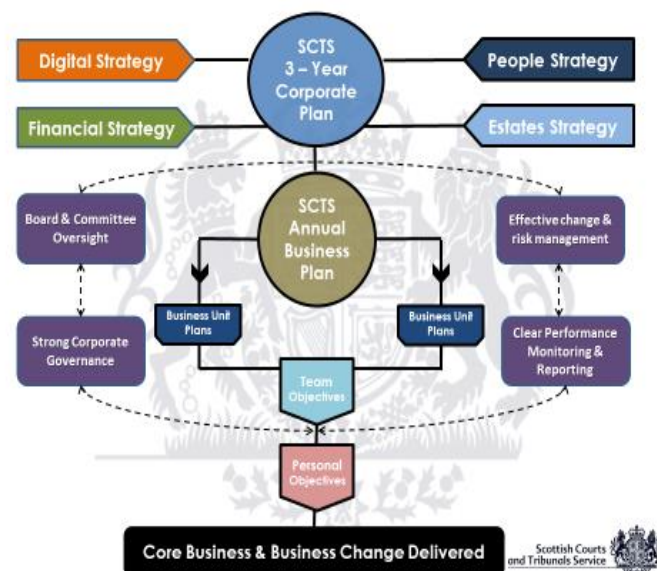 SCTS
3 – Year
Corporate
Plan
Digital Strategy
People Strategy
Financial Strategy
Estates Strategy
SCTS
Annual
Business
Plan
Board & Committee
Oversight
Effective change &
risk management
Business Unit
Plans
Business Unit
Plans
Strong Corporate
Governance
Clear Performance
Monitoring &
Reporting
Team
Objectives
Personal
Objectives
Core Business & Business Change Delivered
Scottish Courts
and Tribunals Service